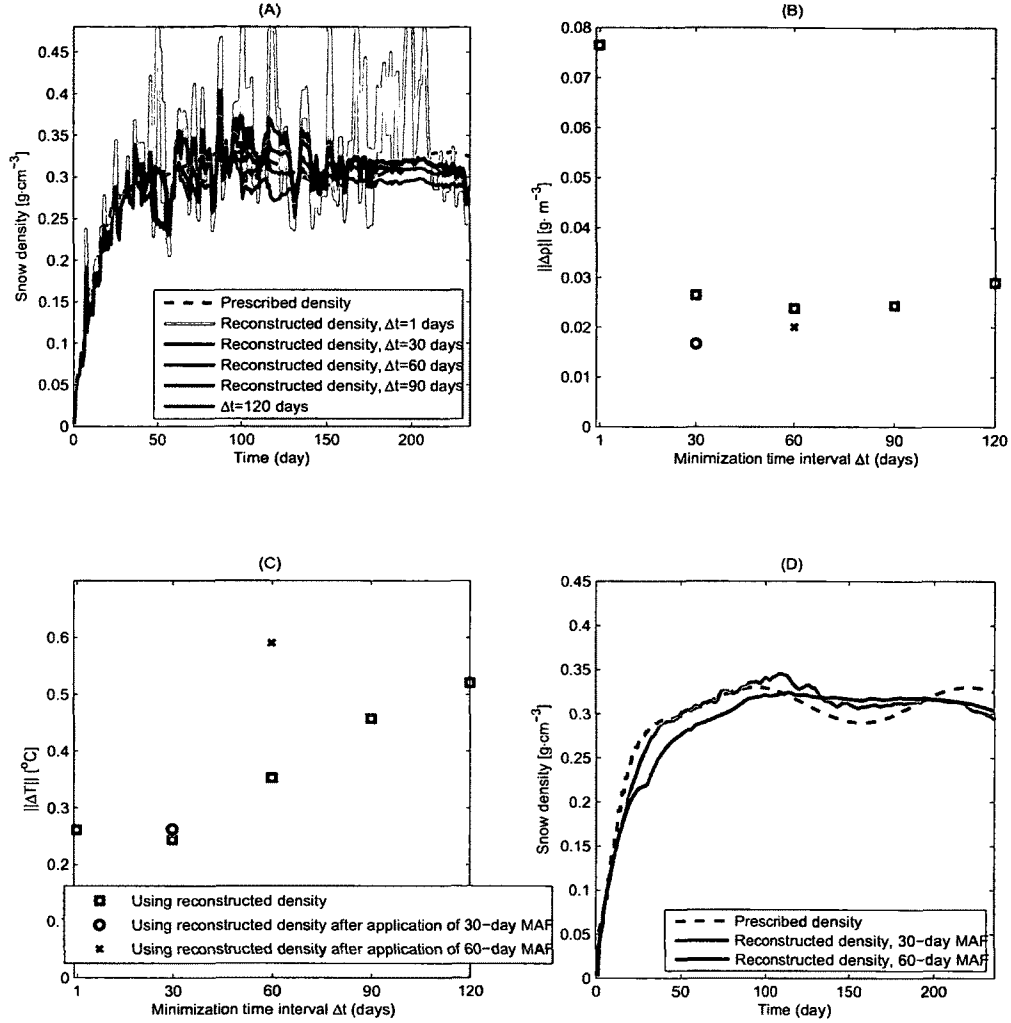 (A)
Snow density [g·cm⁻³]
0.45
0.4
0.35
0.3
0.25
0.2
0.15
0.1
0.05
0
0 50 100 150 200
Time (day)
Prescribed density
Reconstructed density, Δt=1 days
Reconstructed density, Δt=30 days
Reconstructed density, Δt=60 days
Reconstructed density, Δt=90 days
Δt=120 days
(B)
||Δρ|| [g· m⁻³]
0.08
0.07
0.06
0.05
0.04
0.03
0.02
0.01
0
1 30 60 90 120
Minimization time interval Δt (days)
(C)
||ΔT|| [°C]
0.6
0.5
0.4
0.3
0.2
0.
0
1 30 60 90 120
Minimization time interval Δt (days)
Using reconstructed density
Using reconstructed density after application of 30−day MAF
Using reconstructed density after application of 60−day MAF
(D)
Snow density [g·cm⁻³]
0.45
0.4
0.35
0.3
0.25
0.2
0.15
0.1
0.05
0
0 50 100 150 200
Time (day)
Prescribed density
Reconstructed density, 30−day MAF
Reconstructed density, 60−day MAF